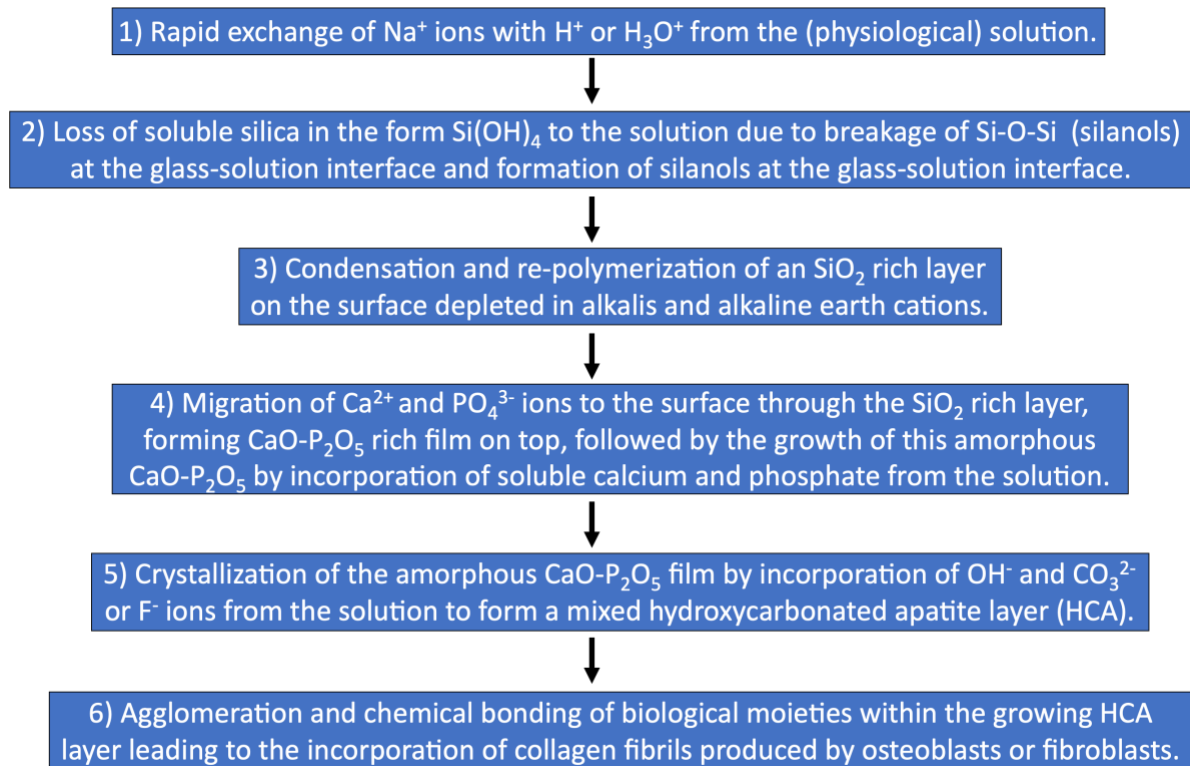 1) Rapid exchange of Na⁺ ions with H⁺ or H₃O⁺ from the (physiological) solution.
2) Loss of soluble silica in the form Si(OH)₄ to the solution due to breakage of Si-O-Si (silanols)
at the glass-solution interface and formation of silanols at the glass-solution interface.
3) Condensation and re-polymerization of an SiO₂ rich layer
on the surface depleted in alkalis and alkaline earth cations.
4) Migration of Ca²⁺ and PO₄³⁻ ions to the surface through the SiO₂ rich layer,
forming CaO-P₂O₅ rich film on top, followed by the growth of this amorphous
CaO-P₂O₅ by incorporation of soluble calcium and phosphate from the solution.
5) Crystallization of the amorphous CaO-P₂O₅ film by incorporation of OH⁻ and CO₃²⁻
or F⁻ ions from the solution to form a mixed hydroxycarbonated apatite layer (HCA).
6) Agglomeration and chemical bonding of biological moieties within the growing HCA
layer leading to the incorporation of collagen fibrils produced by osteoblasts or fibroblasts.